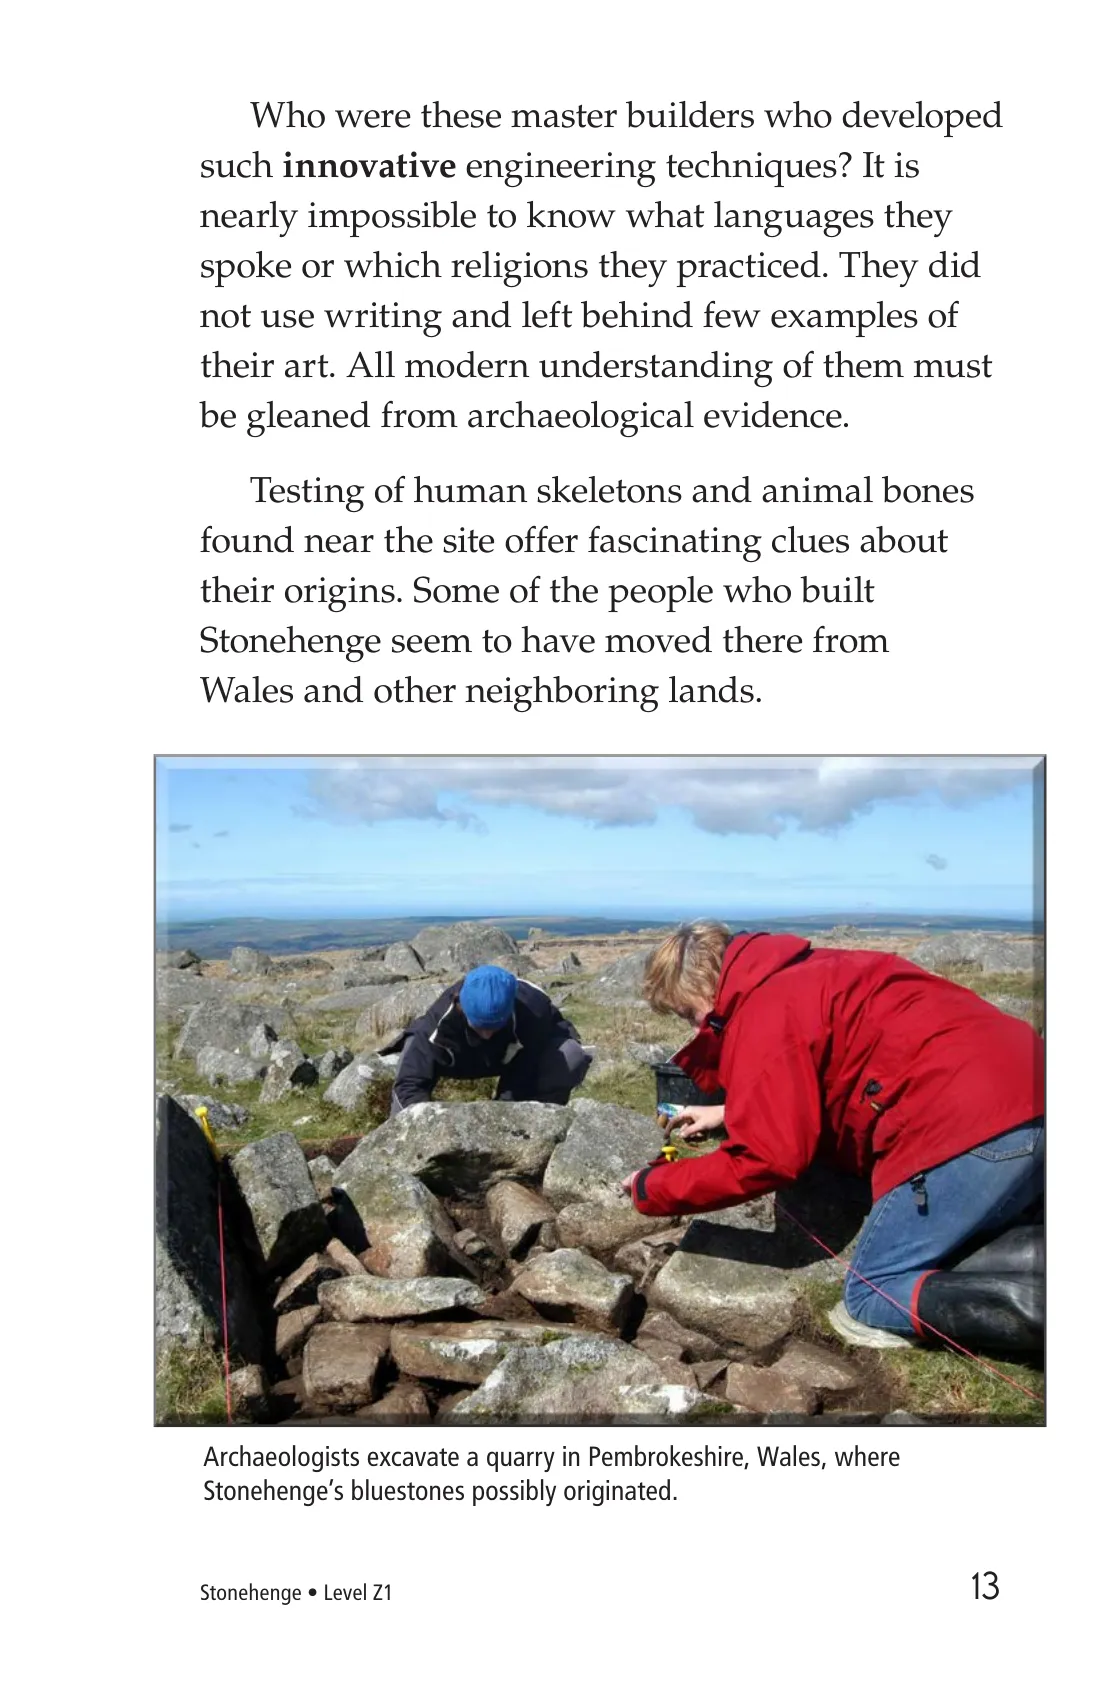 Who were these master builders who developed
such innovative engineering techniques? It is
nearly impossible to know what languages they
spoke or which religions they practiced. They did
not use writing and left behind few examples of
their art. All modern understanding of them must
be gleaned from archaeological evidence.
Testing of human skeletons and animal bones
found near the site offer fascinating clues about
their origins. Some of the people who built
Stonehenge seem to have moved there from
Wales and other neighboring lands.
Archaeologists excavate a quarry in Pembrokeshire, Wales, where
Stonehenge’s bluestones possibly originated.
Stonehenge • Level Z1
13